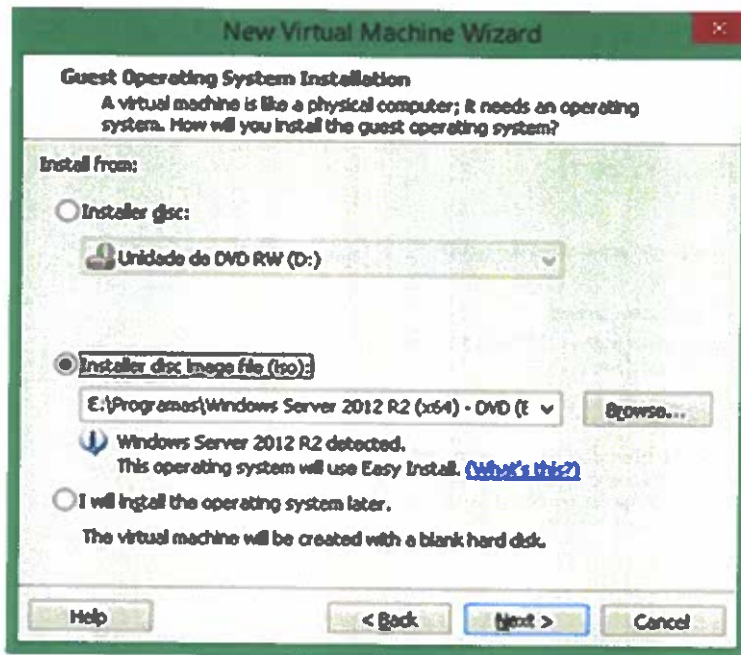 New Virtual Machine Wizard
Guest Operating System Installation
A virtual machine is like a physical computer; it needs an operating
system. How will you install the guest operating system?
Install from:
Installer disc:
Unidade de DVD RW (D:)
Installer disc image file (iso):
E:\Programas\Windows Server 2012 R2 (x64) - DVD (E
Browse...
Windows Server 2012 R2 detected.
This operating system will use Easy Install. (What's this?)
I will install the operating system later.
The virtual machine will be created with a blank hard disk.
Help
< Back
Next >
Cancel